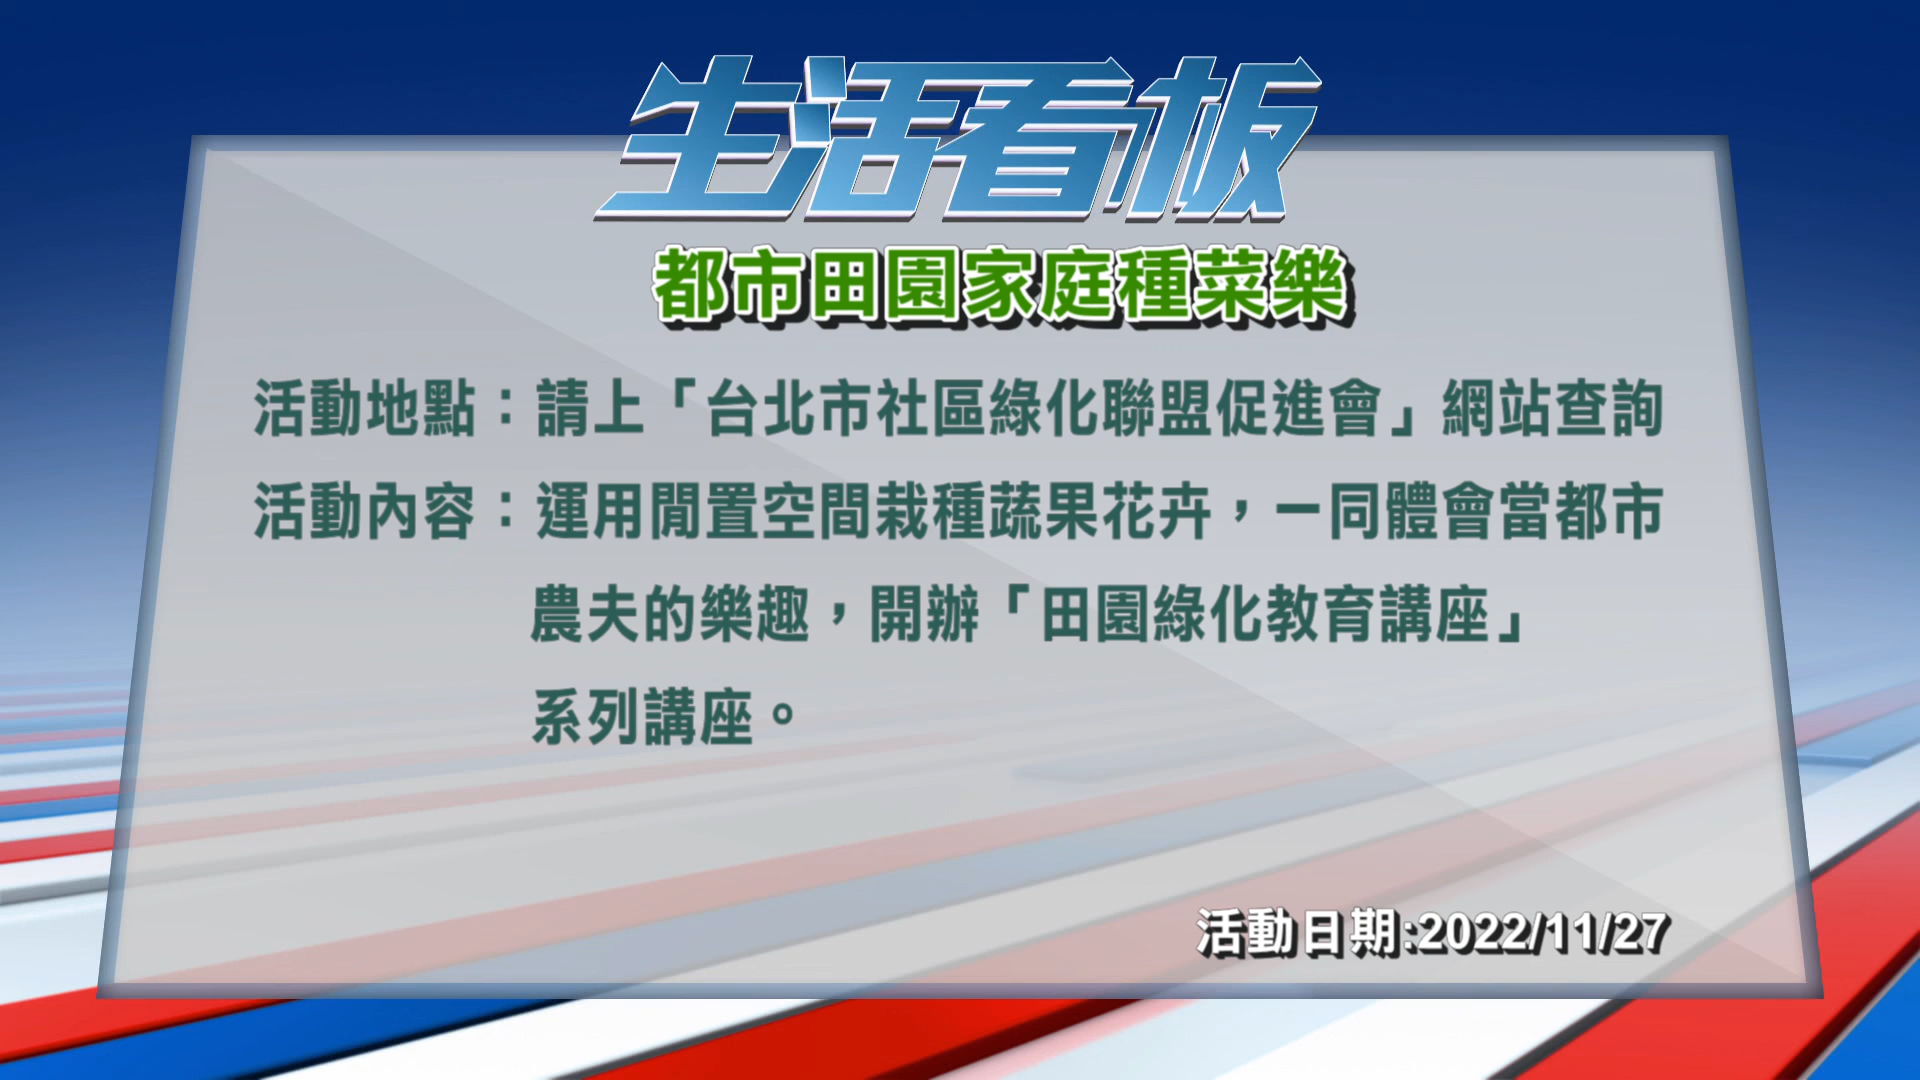 生活看板
都市田園家庭種菜樂
活動地點：請上「台北市社區綠化聯盟促進會」網站查詢
活動內容：運用閒置空間栽種蔬果花卉，一同體會當都市
農夫的樂趣，開辦「田園綠化教育講座」
系列講座。
活動日期:2022/11/27